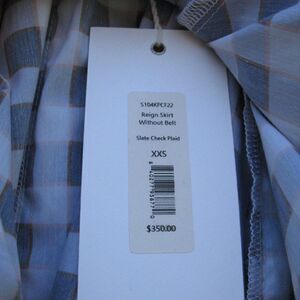 S104KPCF22
Reign Skirt
Without Belt
Slate Check Plaid
XXS
$350.00